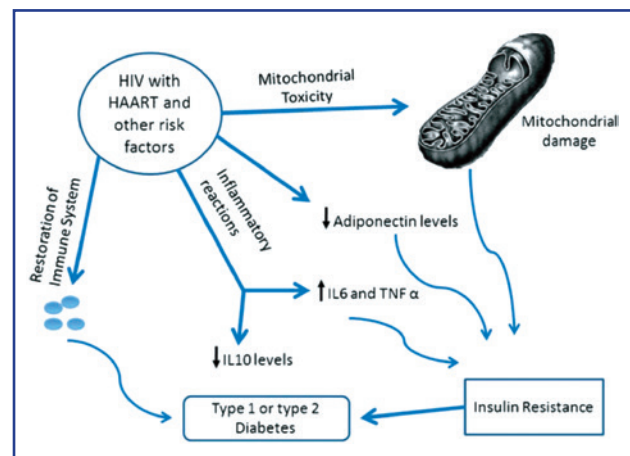 HIV with
HAART and
other risk
factors
Mitochondrial
Toxicity
Mitochondrial
damage
Restoration of
Immune System
Inflammatory
reactions
↓ Adiponectin levels
↑ IL6 and TNF α
↓ IL10 levels
Type 1 or type 2
Diabetes
Insulin Resistance